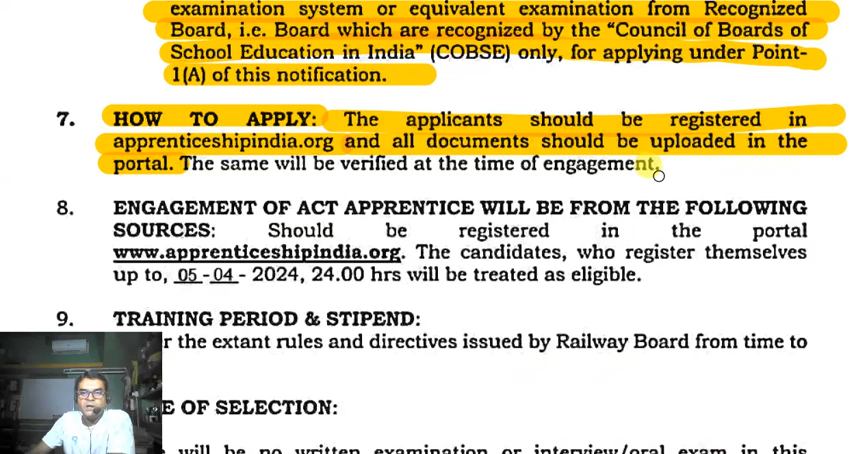 examination system or equivalent examination from Recognized
Board, i.e. Board which are recognized by the “Council of Boards of
School Education in India” (COBSE) only, for applying under Point-
1(A) of this notification.
7. HOW TO APPLY: The applicants should be registered in
apprenticeshipindia.org and all documents should be uploaded in the
portal. The same will be verified at the time of engagement.
8. ENGAGEMENT OF ACT APPRENTICE WILL BE FROM THE FOLLOWING
SOURCES: Should be registered in the portal
www.apprenticeshipindia.org. The candidates, who register themselves
up to, 05 -04 - 2024, 24.00 hrs will be treated as eligible.
9. TRAINING PERIOD & STIPEND:
r the extant rules and directives issued by Railway Board from time to
E OF SELECTION:
will be no written examination or interview/oral exam in this